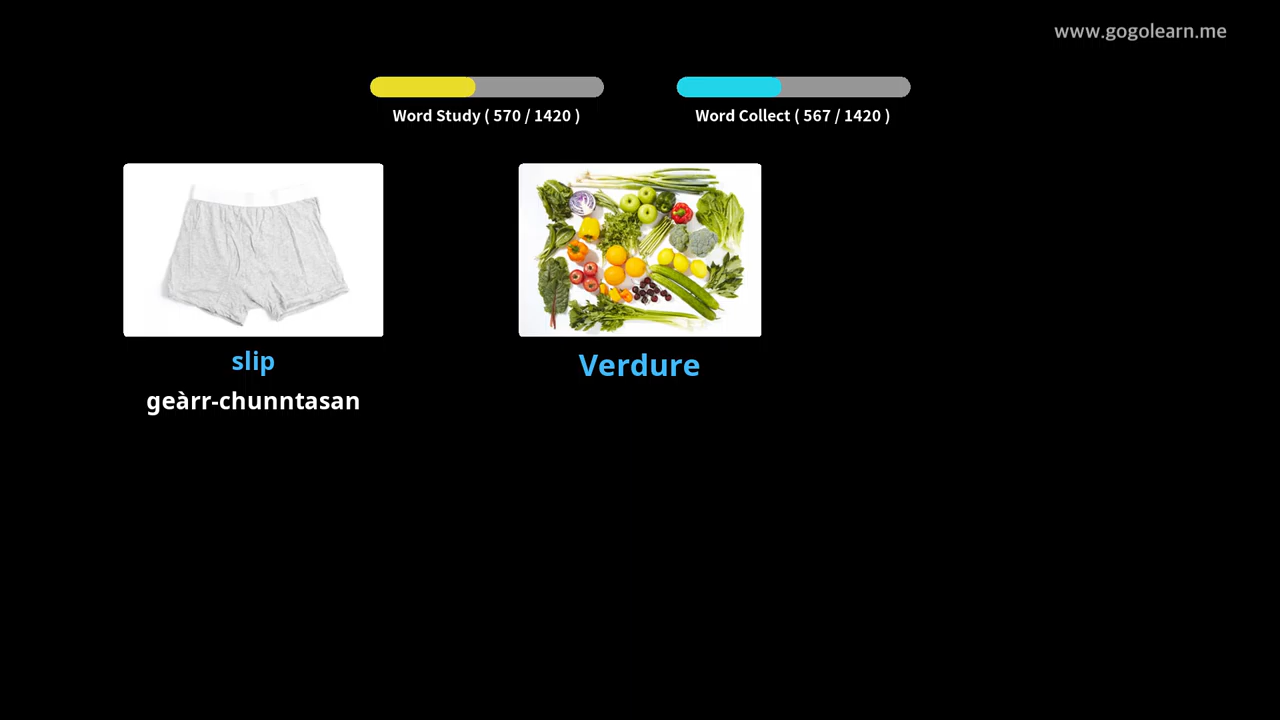 www.gogolearn.me
Word Study ( 570 / 1420 )
Word Collect ( 567 / 1420 )
slip
geàrr-chunntasan
Verdure